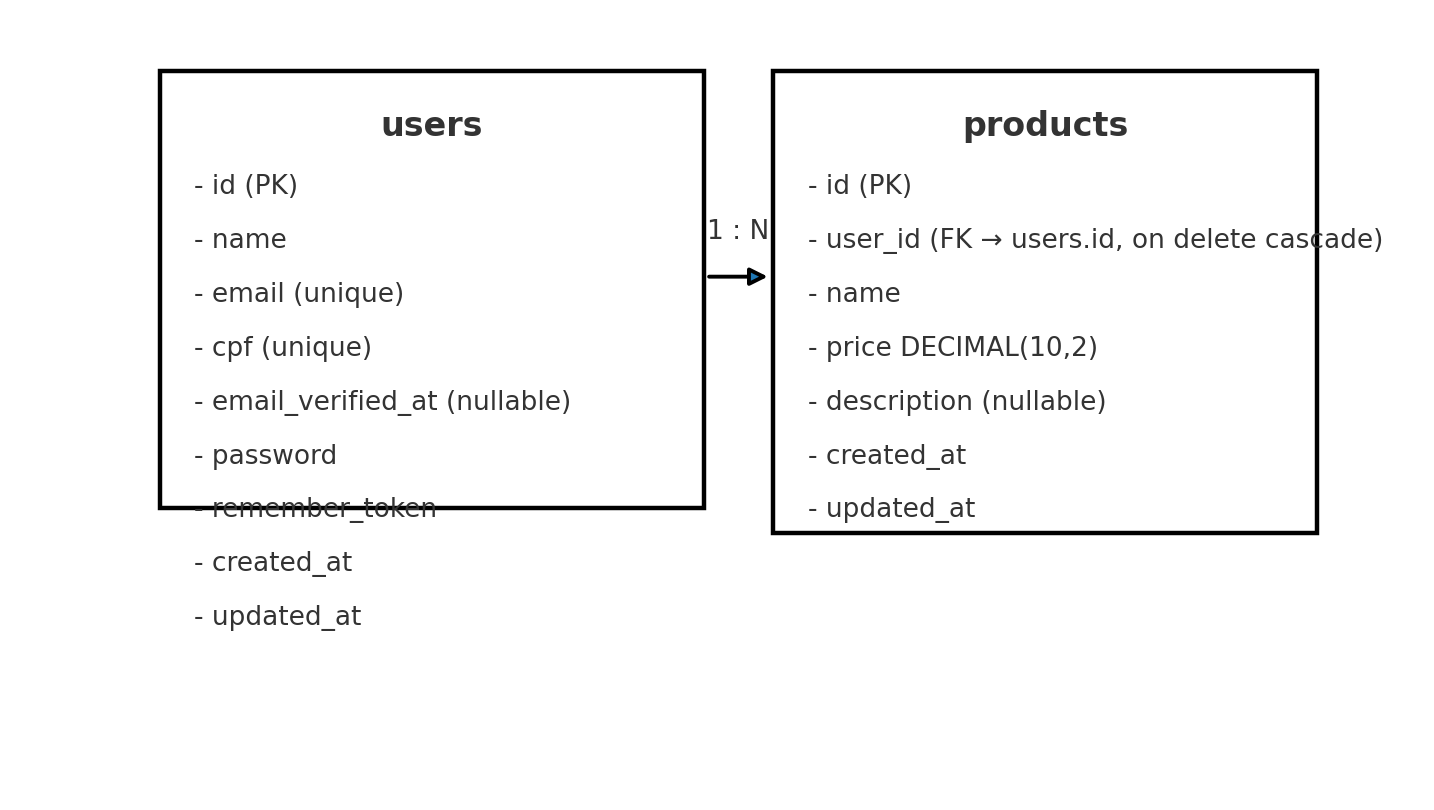 users
- id (PK)
- name
- email (unique)
- cpf (unique)
- email_verified_at (nullable)
- password
- remember_token
- created_at
- updated_at
1 : N
products
- id (PK)
- user_id (FK → users.id, on delete cascade)
- name
- price DECIMAL(10,2)
- description (nullable)
- created_at
- updated_at